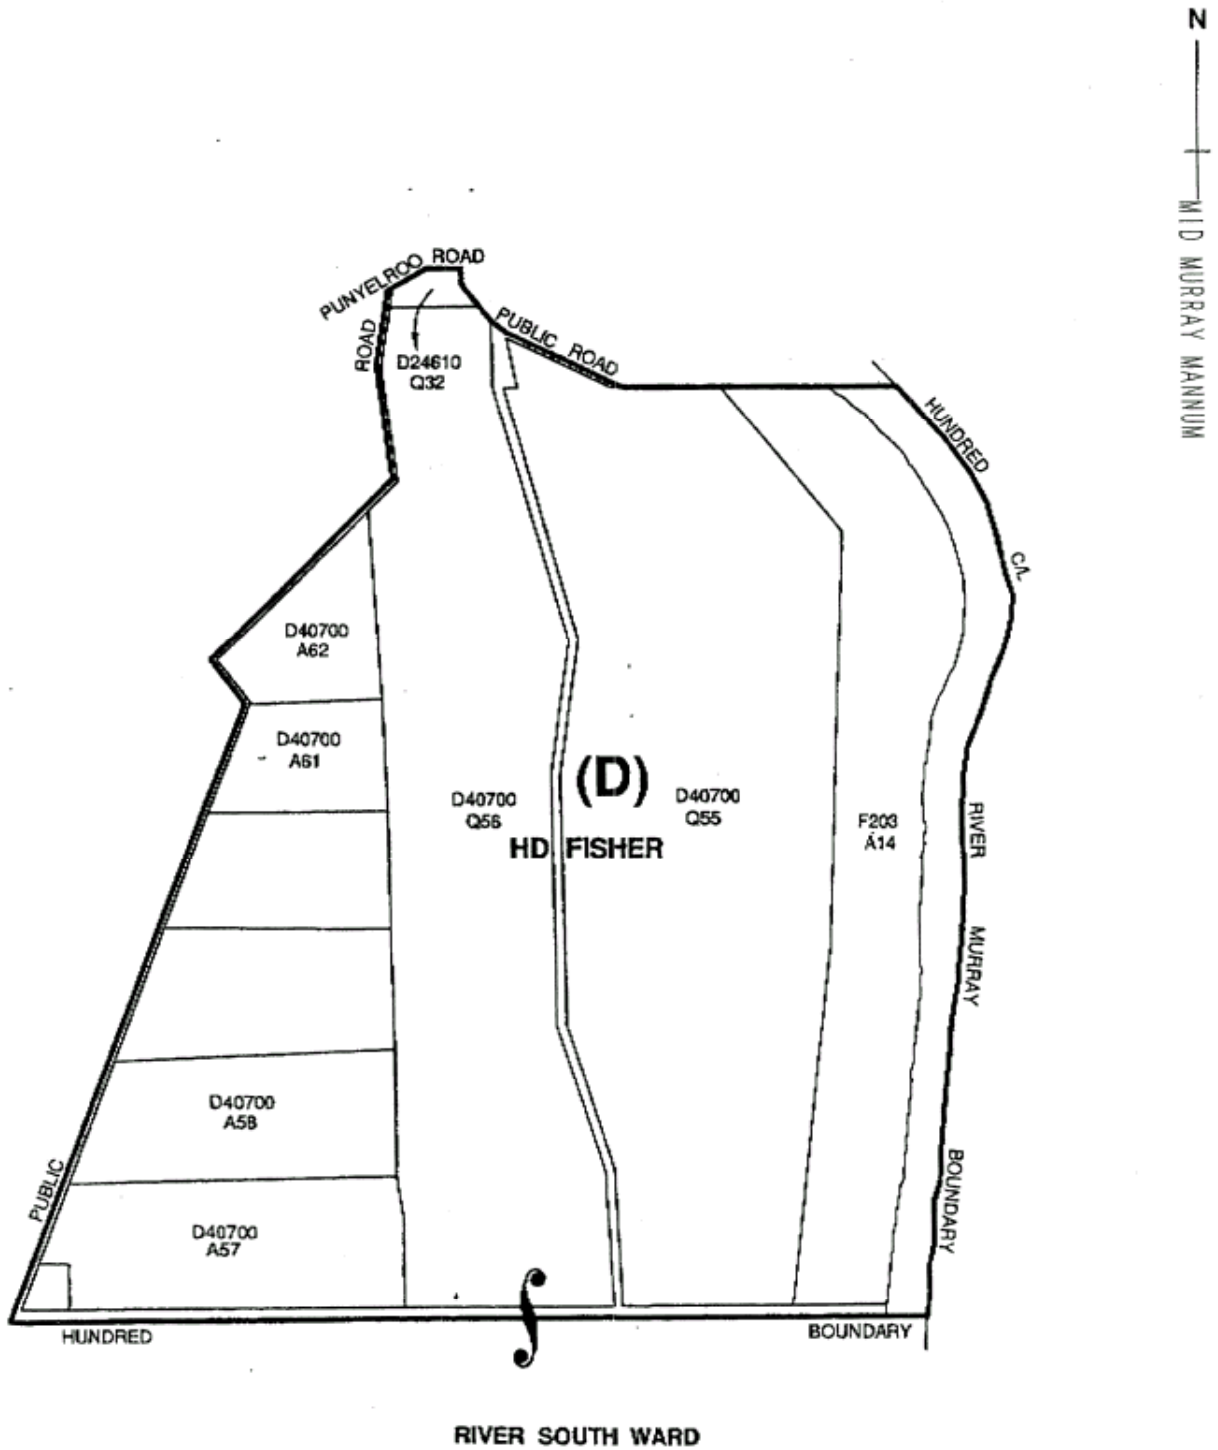 N
MID MURRAY MANNUM
PUNYELROO ROAD
ROAD
PUBLIC ROAD
D24610
Q32
HUNDRED
C/L
D40700
A62
D40700
A61
(D)
D40700
Q56
D40700
Q55
F203
A14
HD FISHER
RIVER
MURRAY
D40700
A58
PUBLIC
BOUNDARY
D40700
A57
HUNDRED
BOUNDARY
RIVER SOUTH WARD